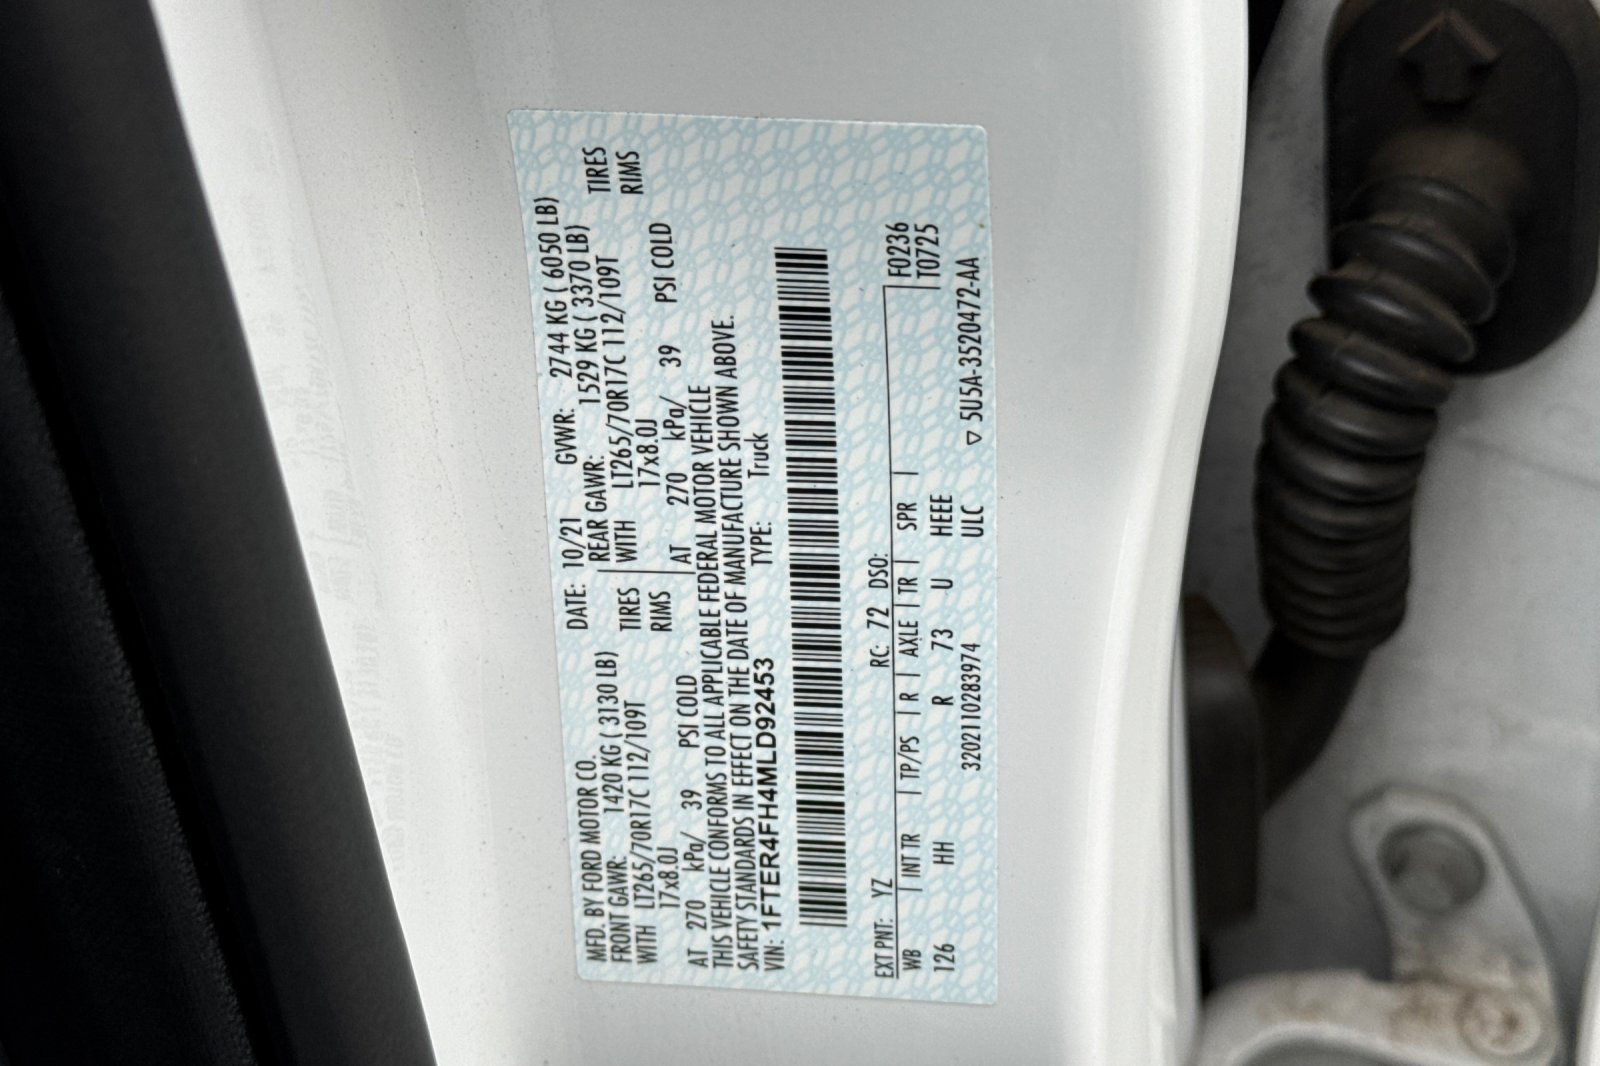 MFD. BY FORD MOTOR CO. DATE: 10/21 GVWR: 2744 KG ( 6050 LB)
FRONT GAWR: 1420 KG ( 3130 LB) REAR GAWR: 1529 KG ( 3370 LB)
WITH LT265/70R17C 112/109T TIRES WITH LT265/70R17C 112/109T TIRES
17x8.0J RIMS 17x8.0J RIMS
AT 270 kPa/ 39 PSI COLD AT 270 kPa/ 39 PSI COLD
THIS VEHICLE CONFORMS TO ALL APPLICABLE FEDERAL MOTOR VEHICLE
SAFETY STANDARDS IN EFFECT ON THE DATE OF MANUFACTURE SHOWN ABOVE.
VIN: 1FTER4FH4MLD92453 TYPE: Truck
EXT PNT: YZ RC: 72 DSO: F0236
WB | INT TR | TP/PS | R | AXLE | TR | SPR | T0725
126 HH R 73 U HEEE
3202110283974 ULC ▽ 5U5A-3520472-AA